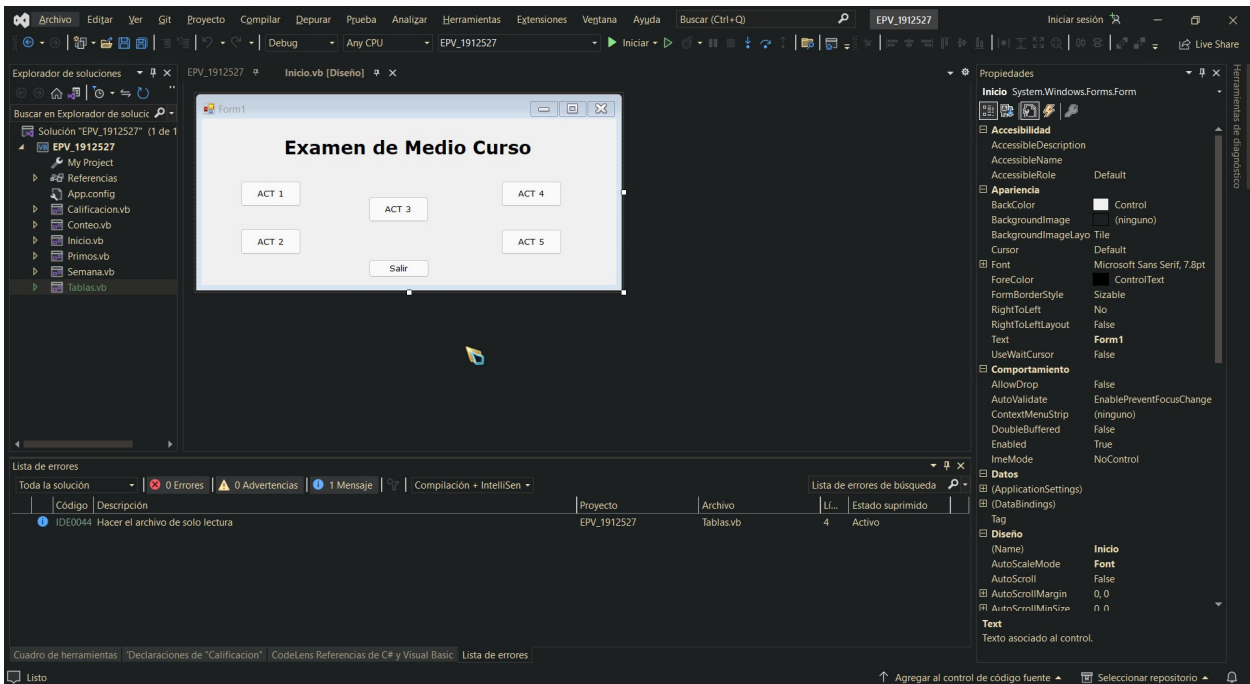 Archivo Editar Ver Git Proyecto Compilar Depurar Prueba Analizar Herramientas Extensiones Ventana Ayuda Buscar (Ctrl+Q) EPV_1912527 Iniciar sesión
Debug Any CPU EPV_1912527 Iniciar Live Share
Explorador de soluciones
Buscar en Explorador de solucic
Solución "EPV_1912527" (1 de 1
EPV_1912527
My Project
Referencias
App.config
Calificacion.vb
Conteo.vb
Inicio.vb
Primos.vb
Semana.vb
Tablas.vb
EPV_1912527 Inicio.vb [Diseño]
Form1
Examen de Medio Curso
ACT 1
ACT 4
ACT 3
ACT 2
ACT 5
Salir
Propiedades
Inicio System.Windows.Forms.Form
Accesibilidad
AccessibleDescription
AccessibleName
AccessibleRole Default
Apariencia
BackColor Control
BackgroundImage (ninguno)
BackgroundImageLayo Tile
Cursor Default
Font Microsoft Sans Serif, 7.8pt
ForeColor ControlText
FormBorderStyle Sizable
RightToLeft No
RightToLeftLayout False
Text Form1
UseWaitCursor False
Comportamiento
AllowDrop False
AutoValidate EnablePreventFocusChange
ContextMenuStrip (ninguno)
DoubleBuffered False
Enabled True
ImeMode NoControl
Datos
(ApplicationSettings)
(DataBindings)
Tag
Diseño
(Name) Inicio
AutoScaleMode Font
AutoScroll False
AutoScrollMargin 0, 0
AutoScrollMinSize 0, 0
Text
Texto asociado al control.
Herramientas de diagnóstico
Lista de errores
Toda la solución 0 Errores 0 Advertencias 1 Mensaje Compilación + IntelliSen Lista de errores de búsqueda
Código Descripción Proyecto Archivo Lí... Estado suprimido
IDE0044 Hacer el archivo de solo lectura EPV_1912527 Tablas.vb 4 Activo
Cuadro de herramientas 'Declaraciones de "Calificacion" CodeLens Referencias de C# y Visual Basic Lista de errores
Listo Agregar al control de código fuente Seleccionar repositorio